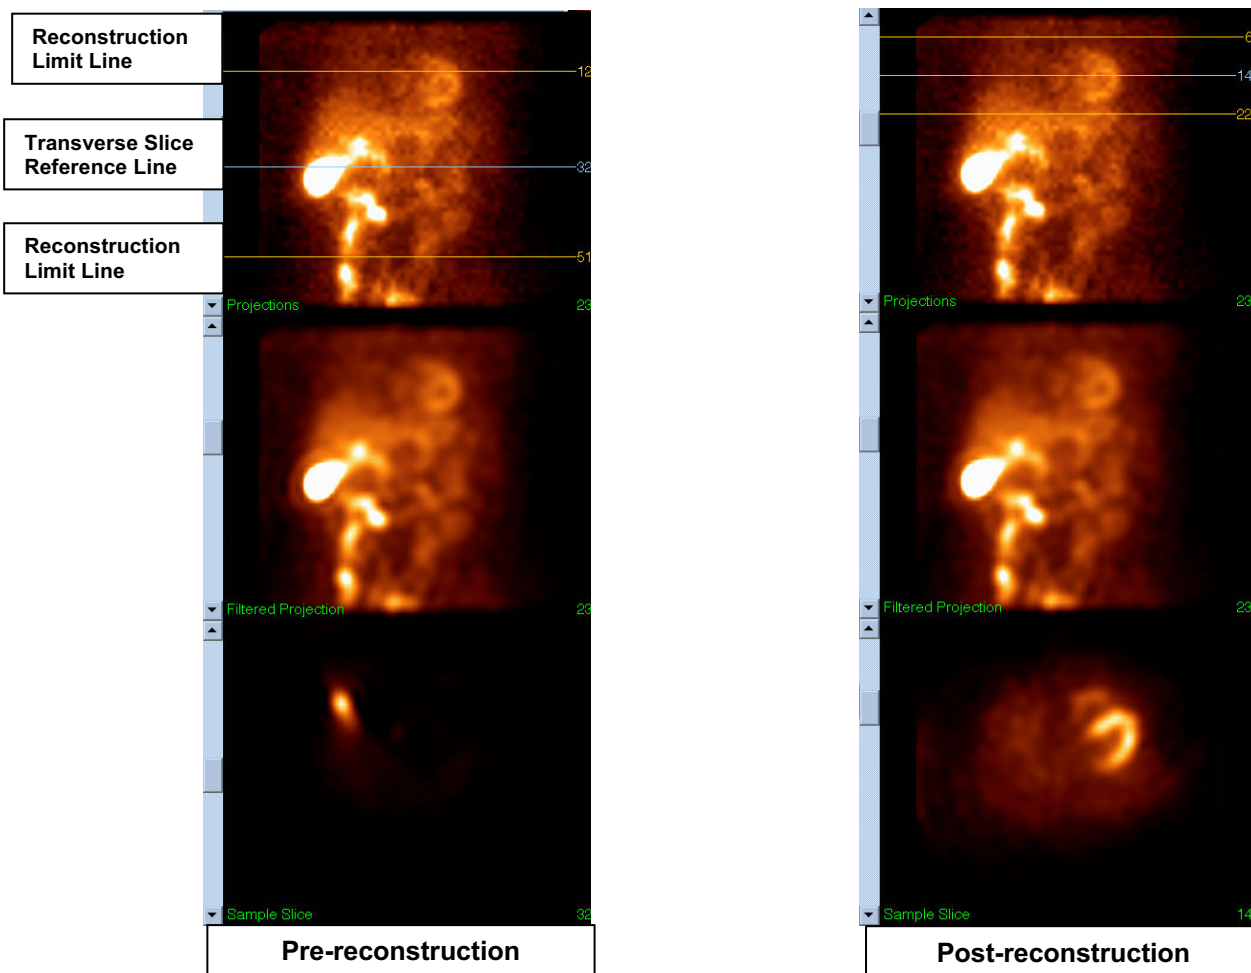 Reconstruction
Limit Line
Transverse Slice
Reference Line
Reconstruction
Limit Line
12
32
51
Projections 23
Filtered Projection 23
Sample Slice 32
Pre-reconstruction
6
14
22
Projections 23
Filtered Projection 23
Sample Slice 14
Post-reconstruction